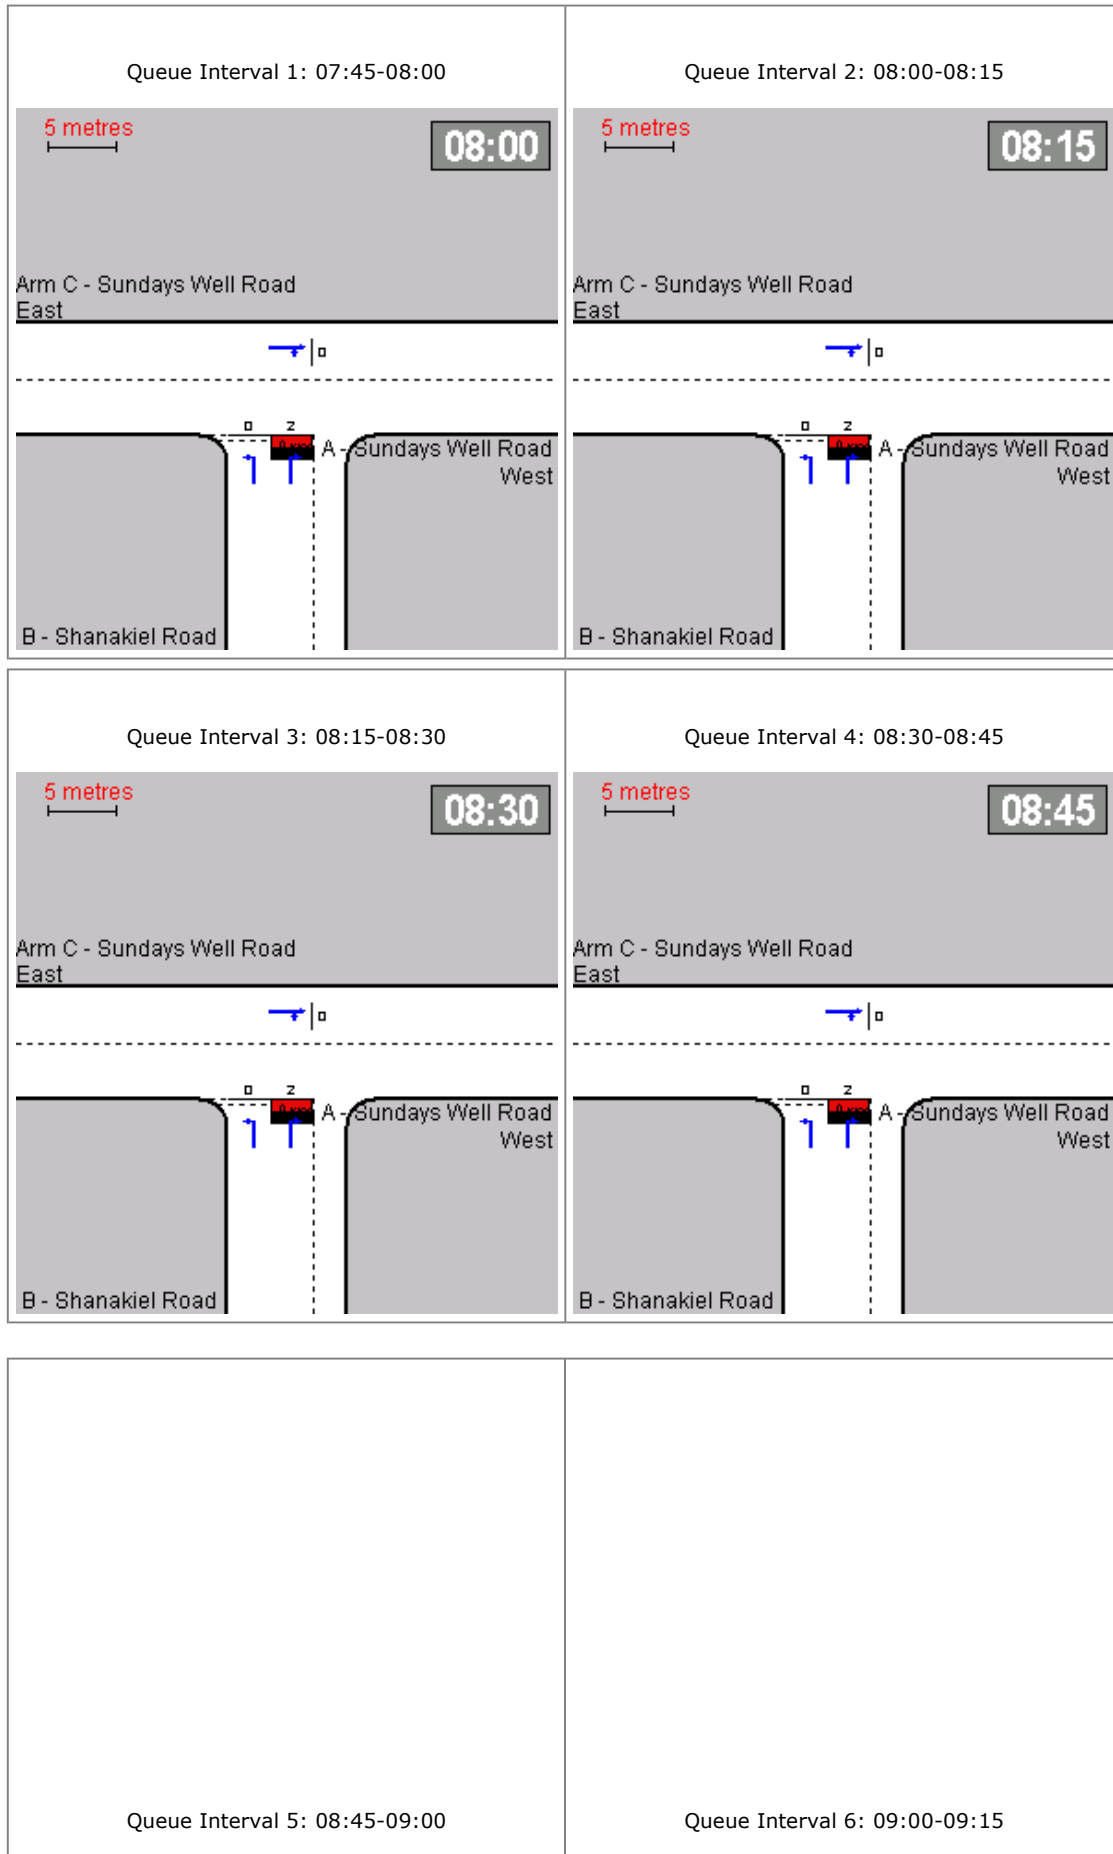 Queue Interval 1: 07:45-08:00
5 metres
08:00
Arm C - Sundays Well Road
East
0
0 2
A - Sundays Well Road
West
B - Shanakiel Road
Queue Interval 2: 08:00-08:15
5 metres
08:15
Arm C - Sundays Well Road
East
0
0 2
A - Sundays Well Road
West
B - Shanakiel Road
Queue Interval 3: 08:15-08:30
5 metres
08:30
Arm C - Sundays Well Road
East
0
0 2
A - Sundays Well Road
West
B - Shanakiel Road
Queue Interval 4: 08:30-08:45
5 metres
08:45
Arm C - Sundays Well Road
East
0
0 2
A - Sundays Well Road
West
B - Shanakiel Road
Queue Interval 5: 08:45-09:00
Queue Interval 6: 09:00-09:15